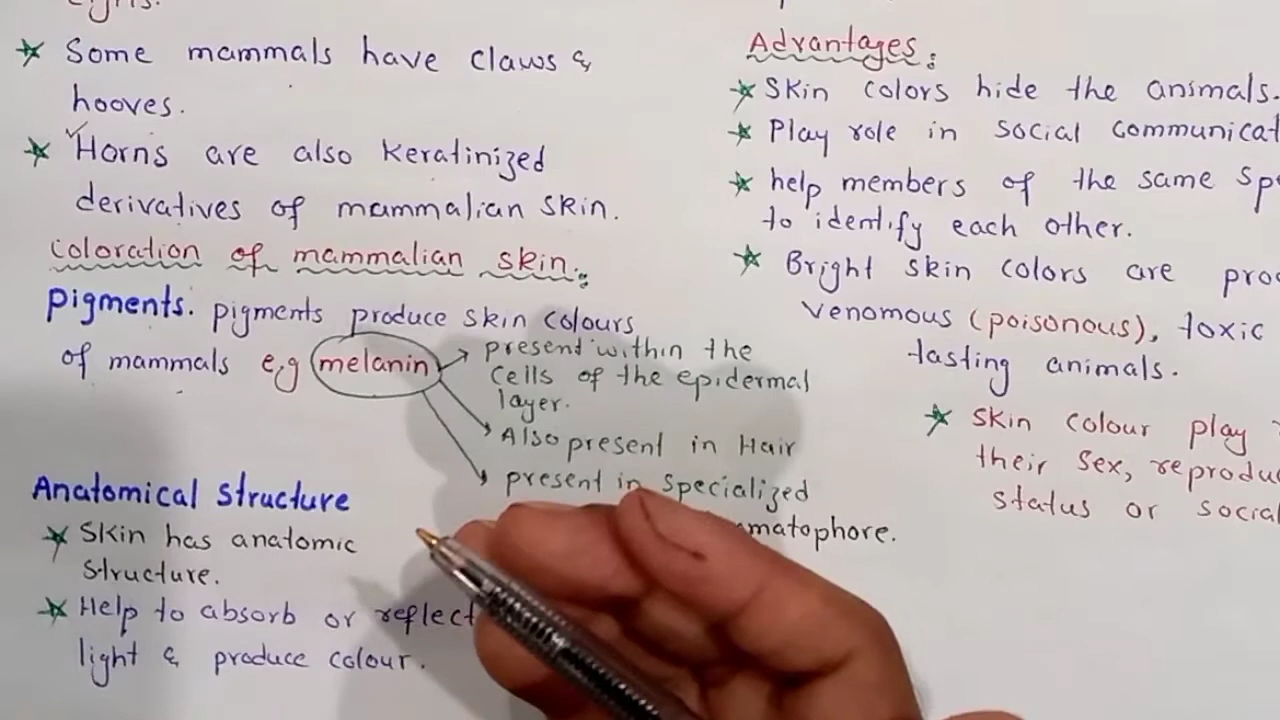 Some mammals have claws &
hooves.
Horns are also keratinized
derivatives of mammalian skin.
Coloration of mammalian skin:
Pigments. pigments produce skin colours
of mammals e,g melanin
present within the
cells of the epidermal
layer.
Also present in Hair
present in specialized
Anatomical structure
Skin has anatomic
structure.
Help to absorb or reflect
light & produce colour.
Advantages:
Skin colors hide the animals.
Play role in social
help members of the same
to identify each other.
Bright skin colors are
venomous (poisonous), toxic
tasting animals.
Skin colour play
their sex,
status or